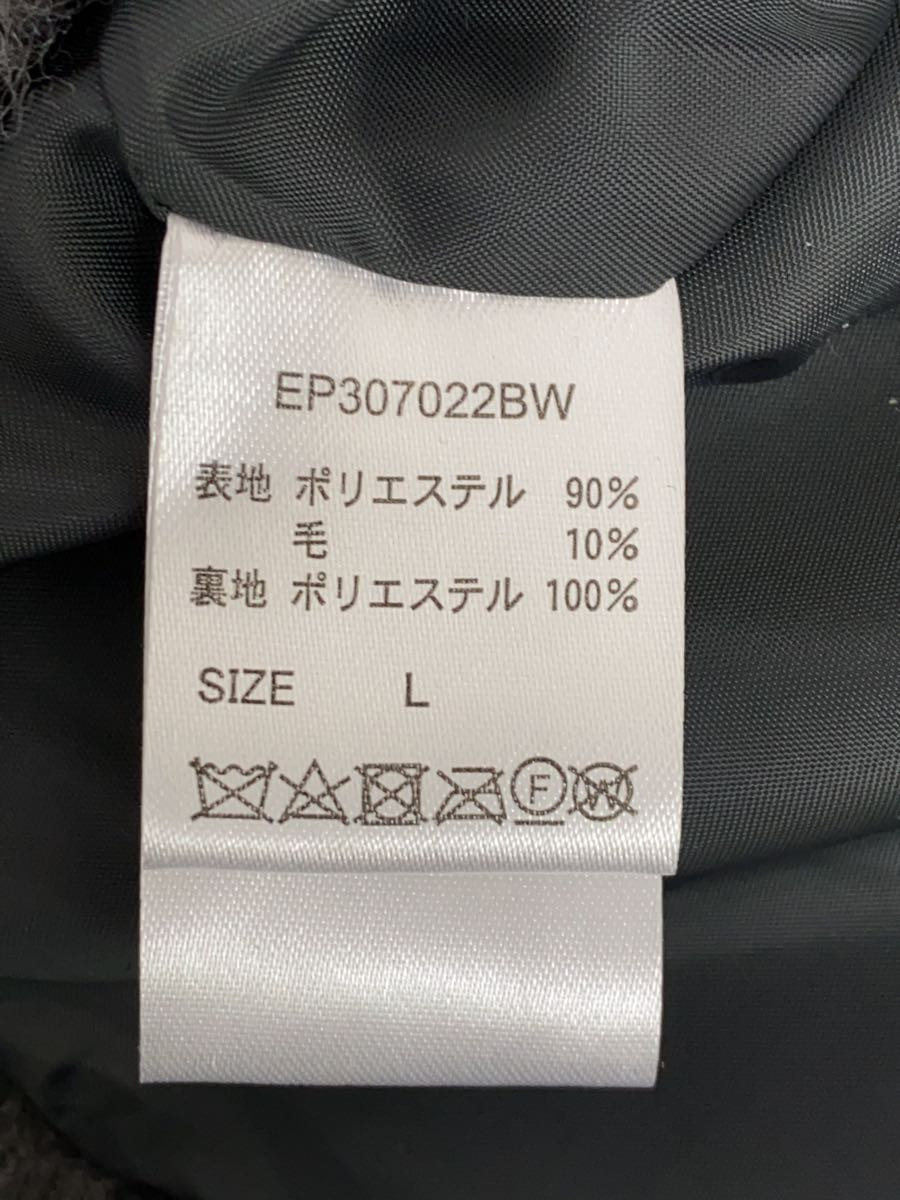 EP307022BW
表地 ポリエステル 90%
毛 10%
裏地 ポリエステル 100%
SIZE L
F W